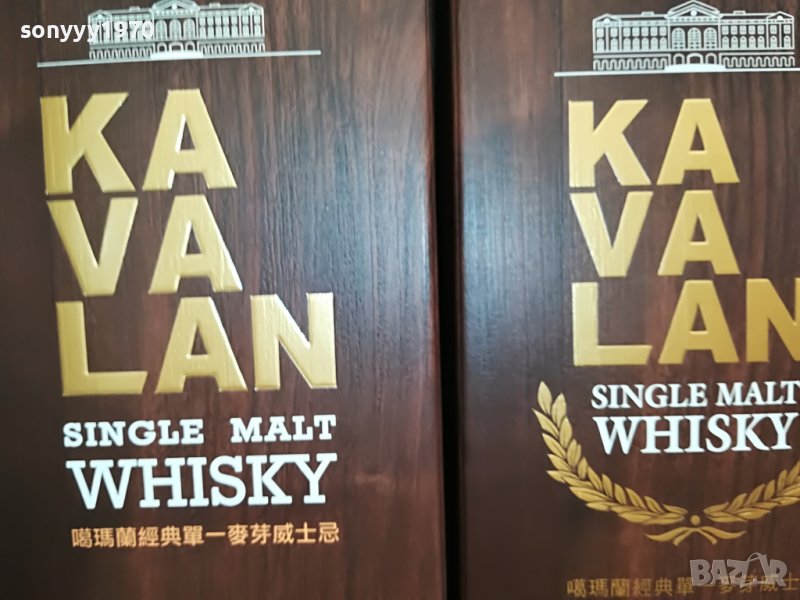 sonyyy1970
KA
VA
LAN
SINGLE MALT
WHISKY
噶瑪蘭經典單一麥芽威士忌
KA
VA
LAN
SINGLE MALT
WHISKY
噶瑪蘭經典單一麥芽威士
BAZAR